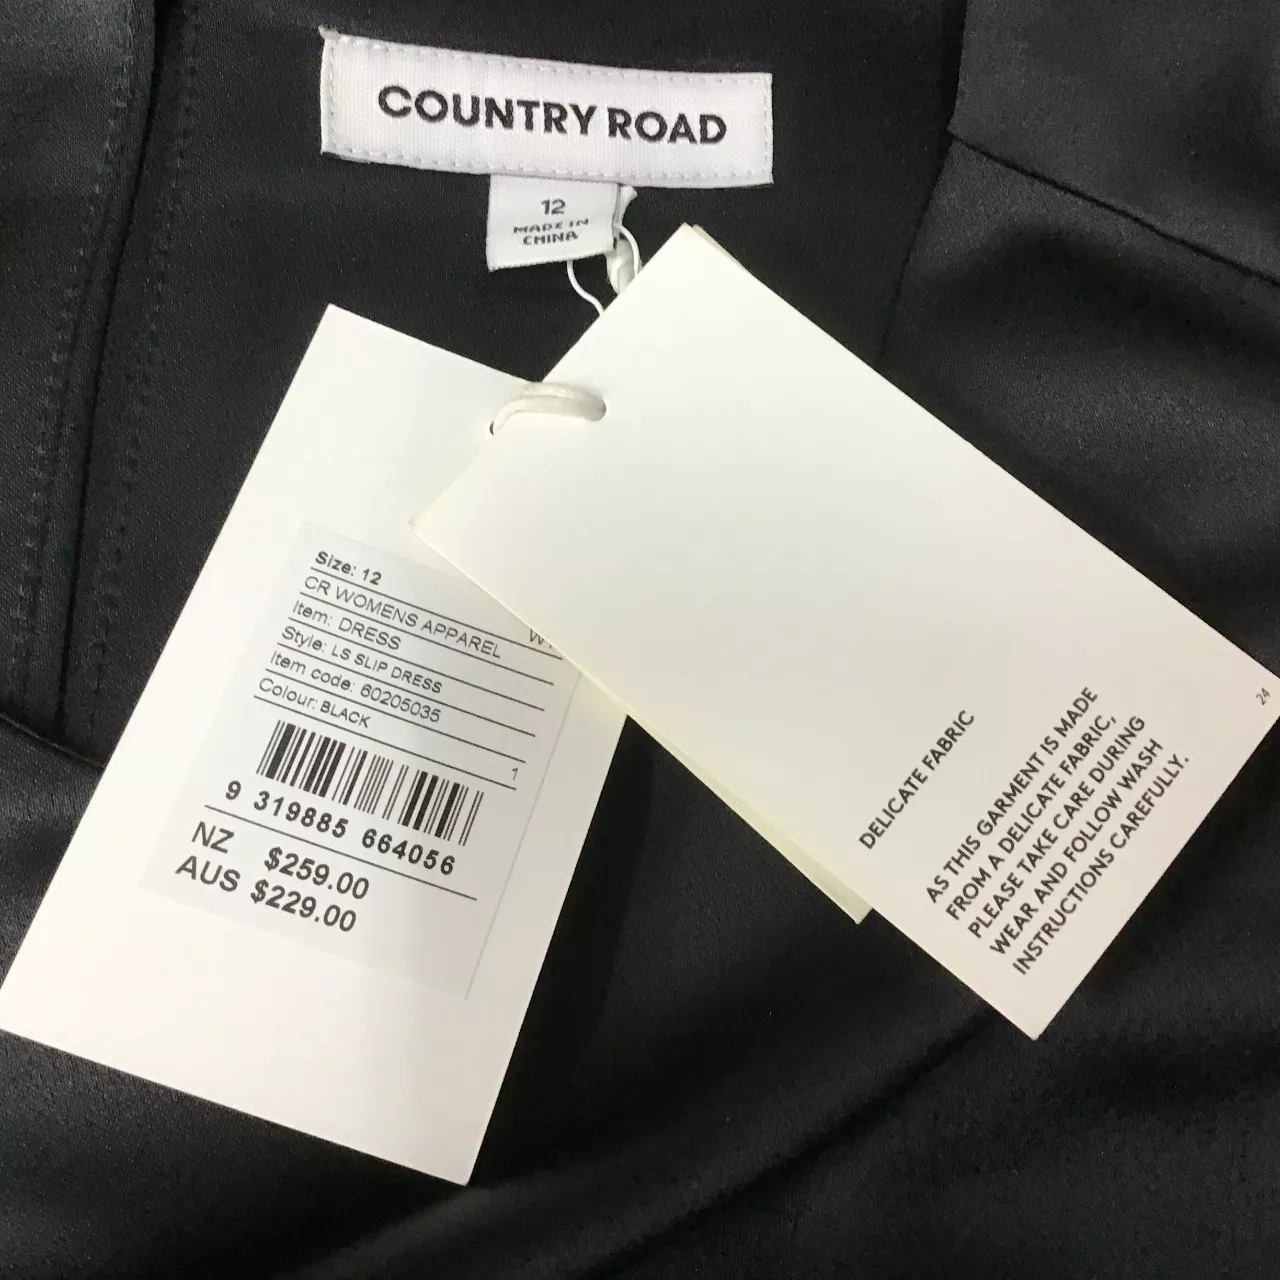 COUNTRY ROAD
12
MADE IN
CHINA
Size: 12
CR WOMENS APPAREL
Item: DRESS
Style: LS SLIP DRESS
Item code: 60205035
Colour: BLACK
1
9 319885 664056
NZ $259.00
AUS $229.00
DELICATE FABRIC
AS THIS GARMENT IS MADE
FROM A DELICATE FABRIC,
PLEASE TAKE CARE DURING
WEAR AND FOLLOW WASH
INSTRUCTIONS CAREFULLY.
24